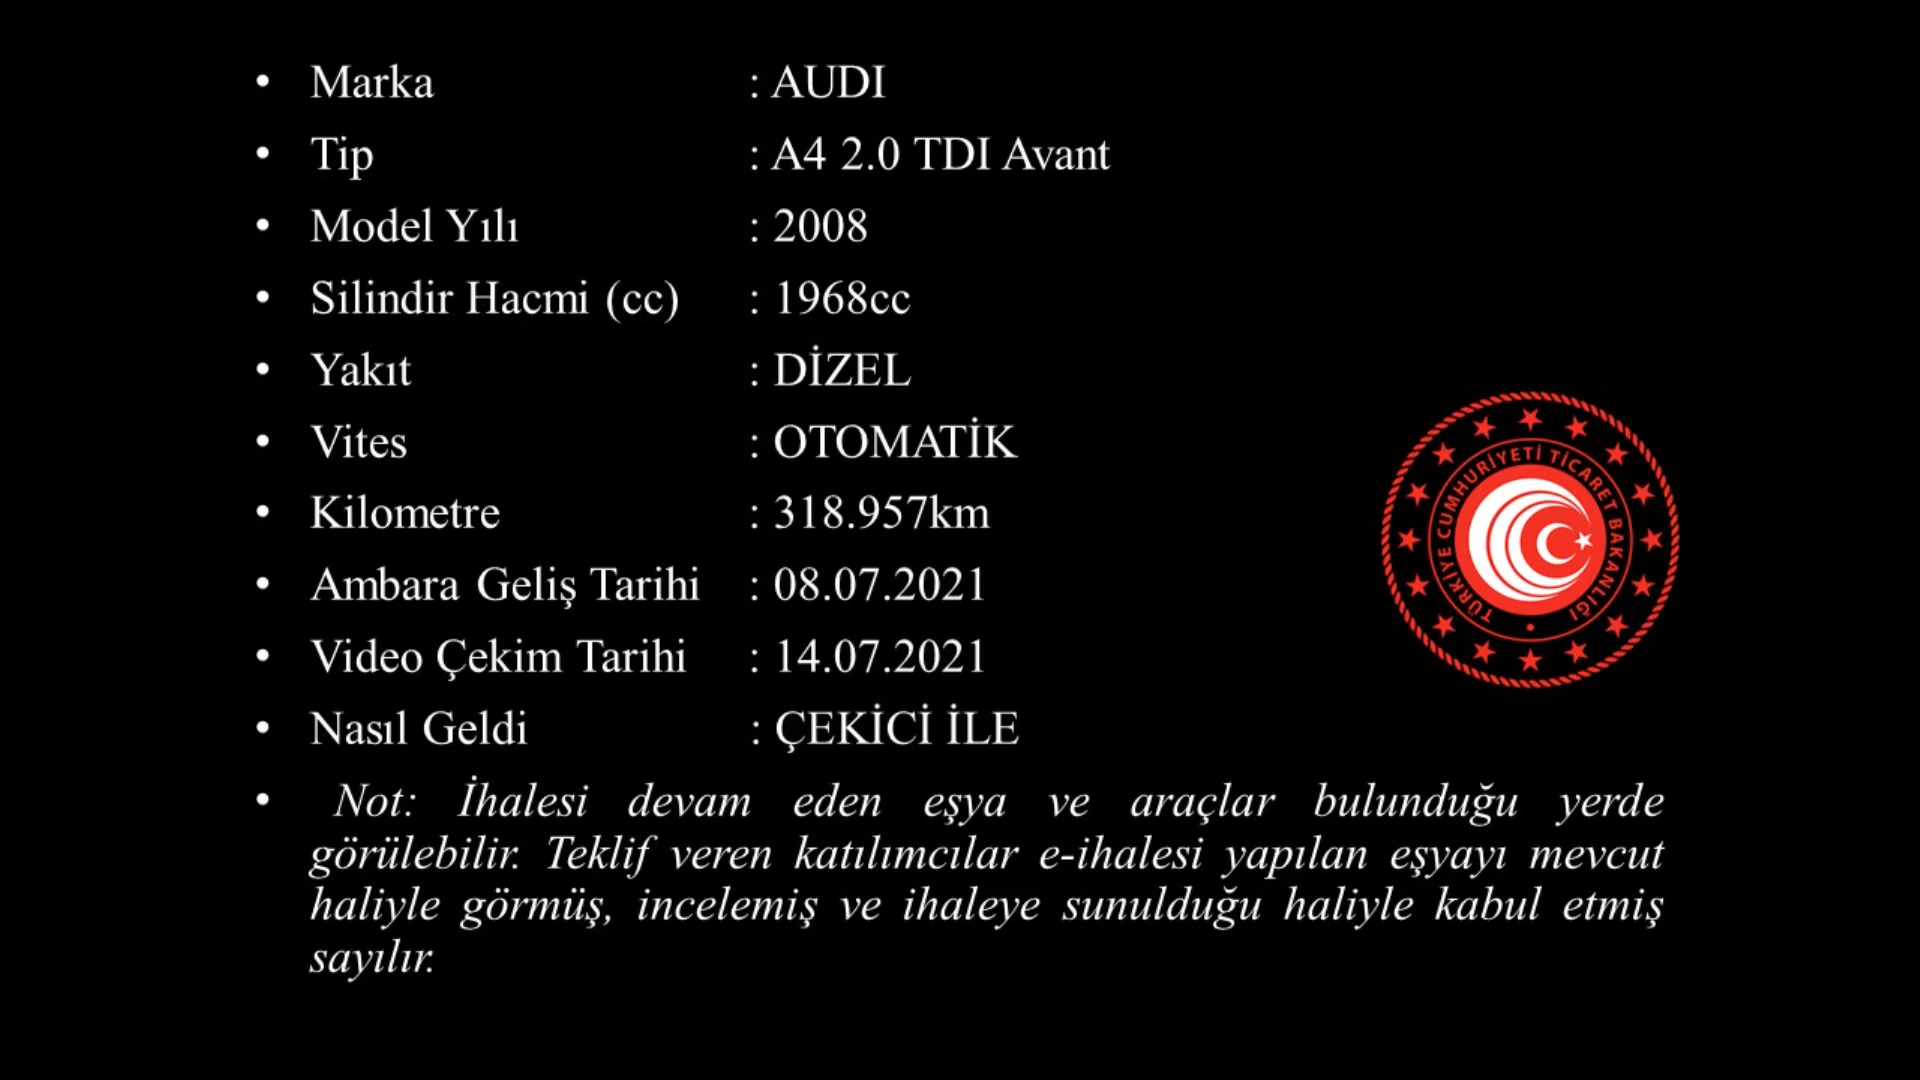 • Marka : AUDI
• Tip : A4 2.0 TDI Avant
• Model Yılı : 2008
• Silindir Hacmi (cc) : 1968cc
• Yakıt : DİZEL
• Vites : OTOMATİK
• Kilometre : 318.957km
• Ambara Geliş Tarihi : 08.07.2021
• Video Çekim Tarihi : 14.07.2021
• Nasıl Geldi : ÇEKİCİ İLE
• Not: İhalesi devam eden eşya ve araçlar bulunduğu yerde
görülebilir. Teklif veren katılımcılar e-ihalesi yapılan eşyayı mevcut
haliyle görmüş, incelemiş ve ihaleye sunulduğu haliyle kabul etmiş
sayılır.
TÜRKİYE CUMHURİYETİ TİCARET BAKANLIĞI